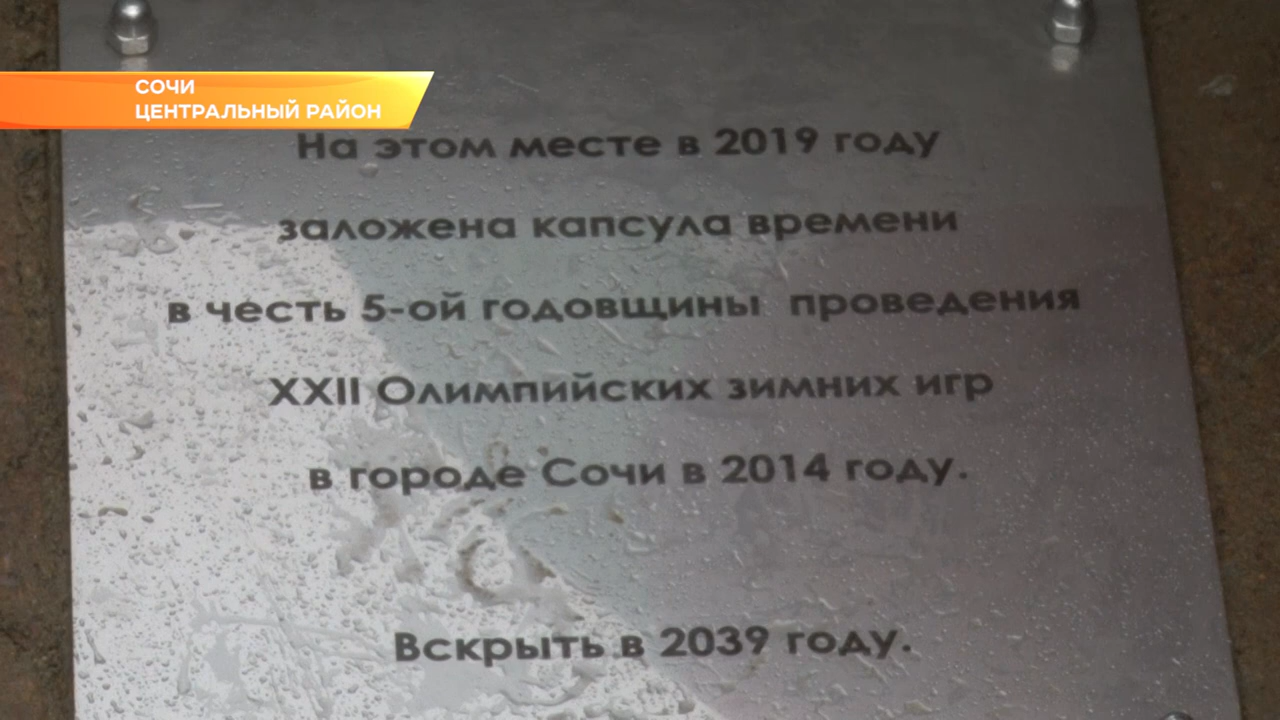 СОЧИ
ЦЕНТРАЛЬНЫЙ РАЙОН
На этом месте в 2019 году
заложена капсула времени
в честь 5-ой годовщины проведения
XXII Олимпийских зимних игр
в городе Сочи в 2014 году.
Вскрыть в 2039 году.